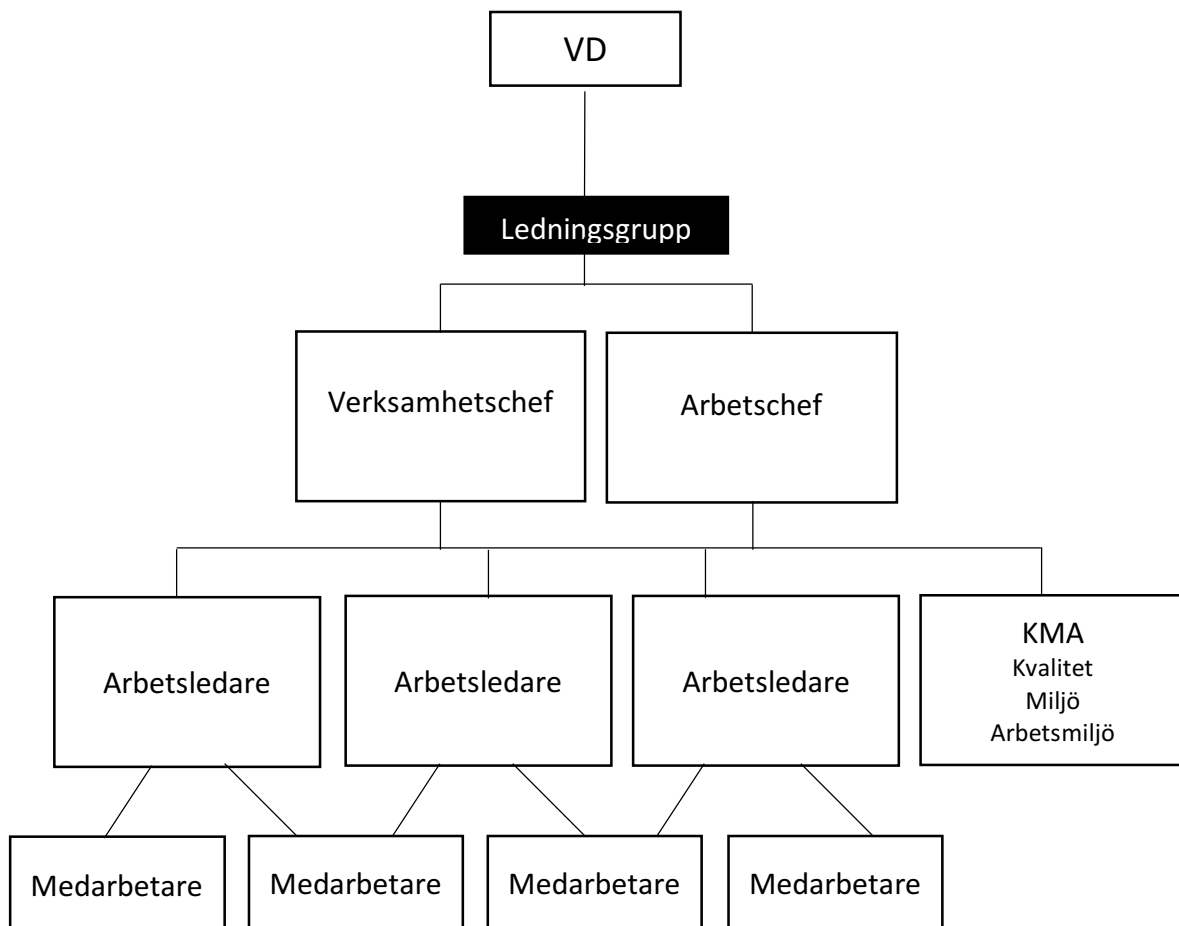 VD
Ledningsgrupp
Verksamhetschef
Arbetschef
Arbetsledare
Arbetsledare
Arbetsledare
KMA
Kvalitet
Miljö
Arbetsmiljö
Medarbetare
Medarbetare
Medarbetare
Medarbetare